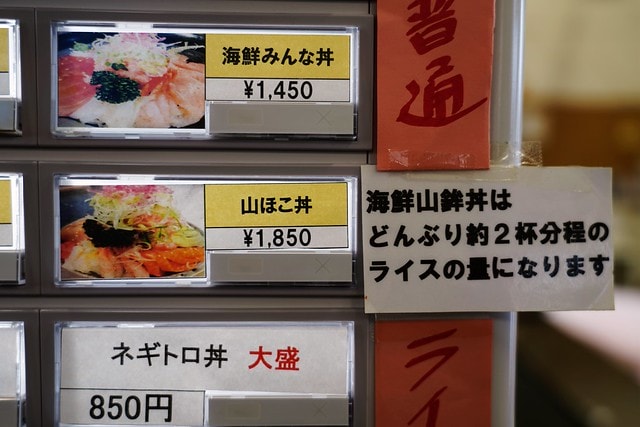 海鮮みんな丼
¥1,450
普通
山ほこ丼
¥1,850
海鮮山鉾丼は
どんぶり約2杯分程の
ライスの量になります
ネギトロ丼 大盛
850円
ライ